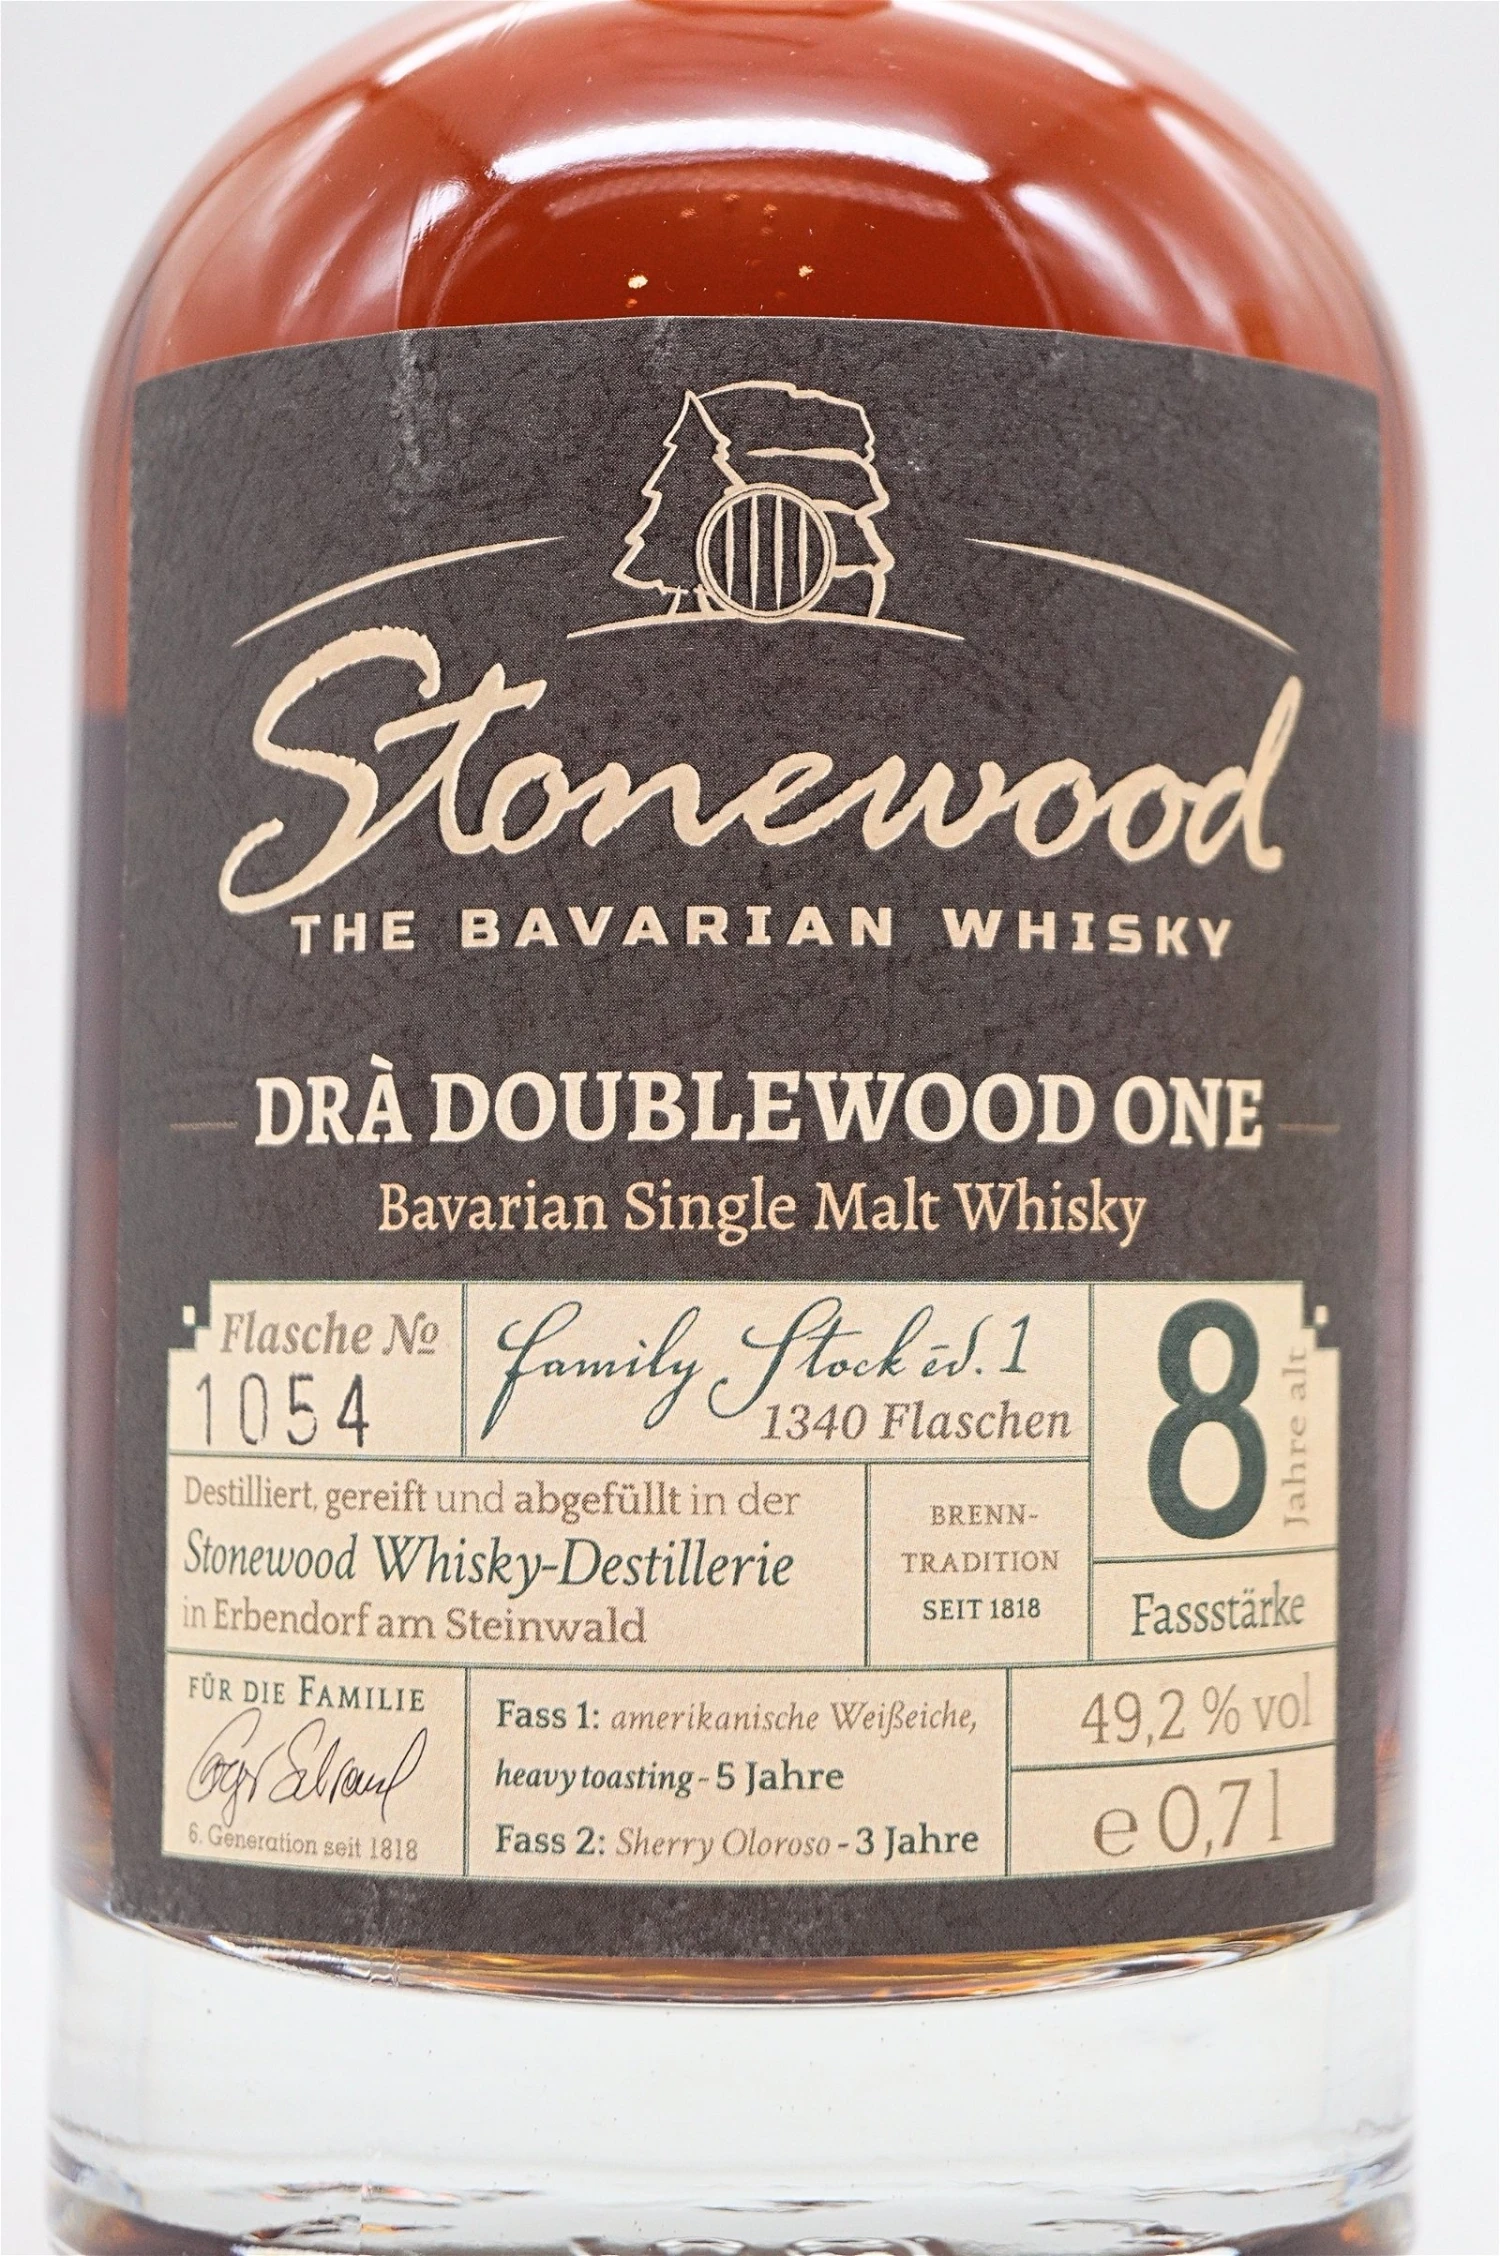 Stonewood
THE BAVARIAN WHISKY
DRÀ DOUBLEWOOD ONE
Bavarian Single Malt Whisky
Flasche №
1054
family Stock ed. 1
1340 Flaschen
8
Jahre alt
Destilliert, gereift und abgefüllt in der
Stonewood Whisky-Destillerie
in Erbendorf am Steinwald
BRENN-
TRADITION
SEIT 1818
Fassstärke
FÜR DIE FAMILIE
6. Generation seit 1818
Fass 1: amerikanische Weißeiche,
heavy toasting - 5 Jahre
Fass 2: Sherry Oloroso - 3 Jahre
49,2 % vol
e 0,7 l